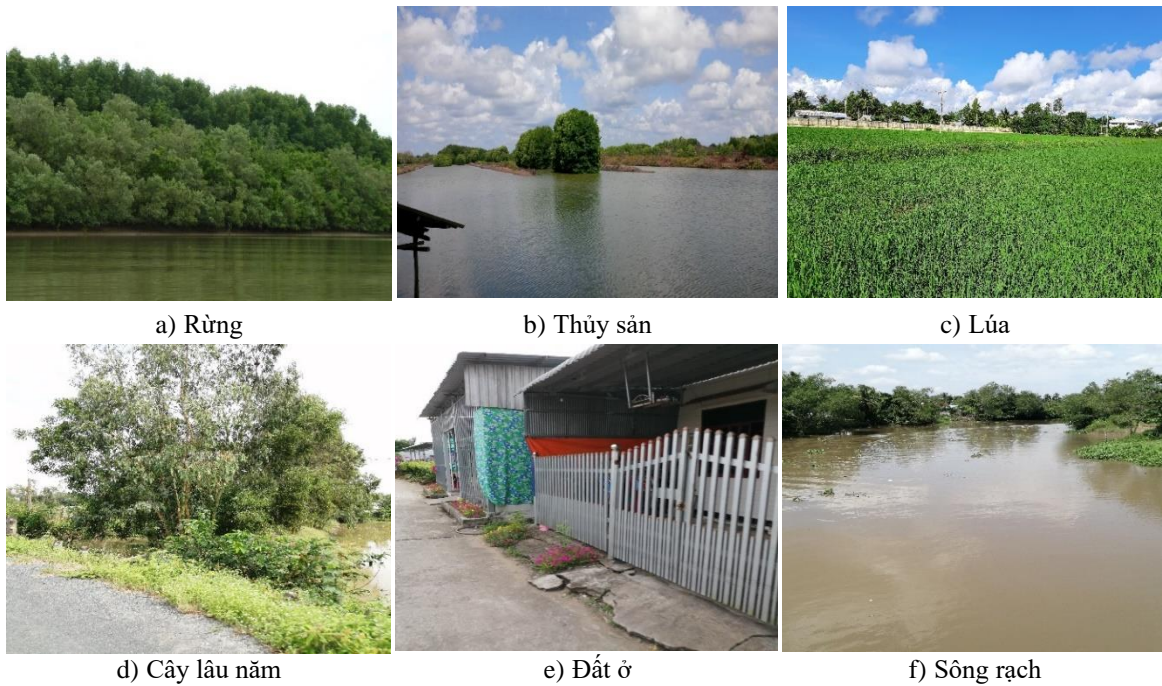 a) Rừng
b) Thủy sản
c) Lúa
d) Cây lâu năm
e) Đất ở
f) Sông rạch